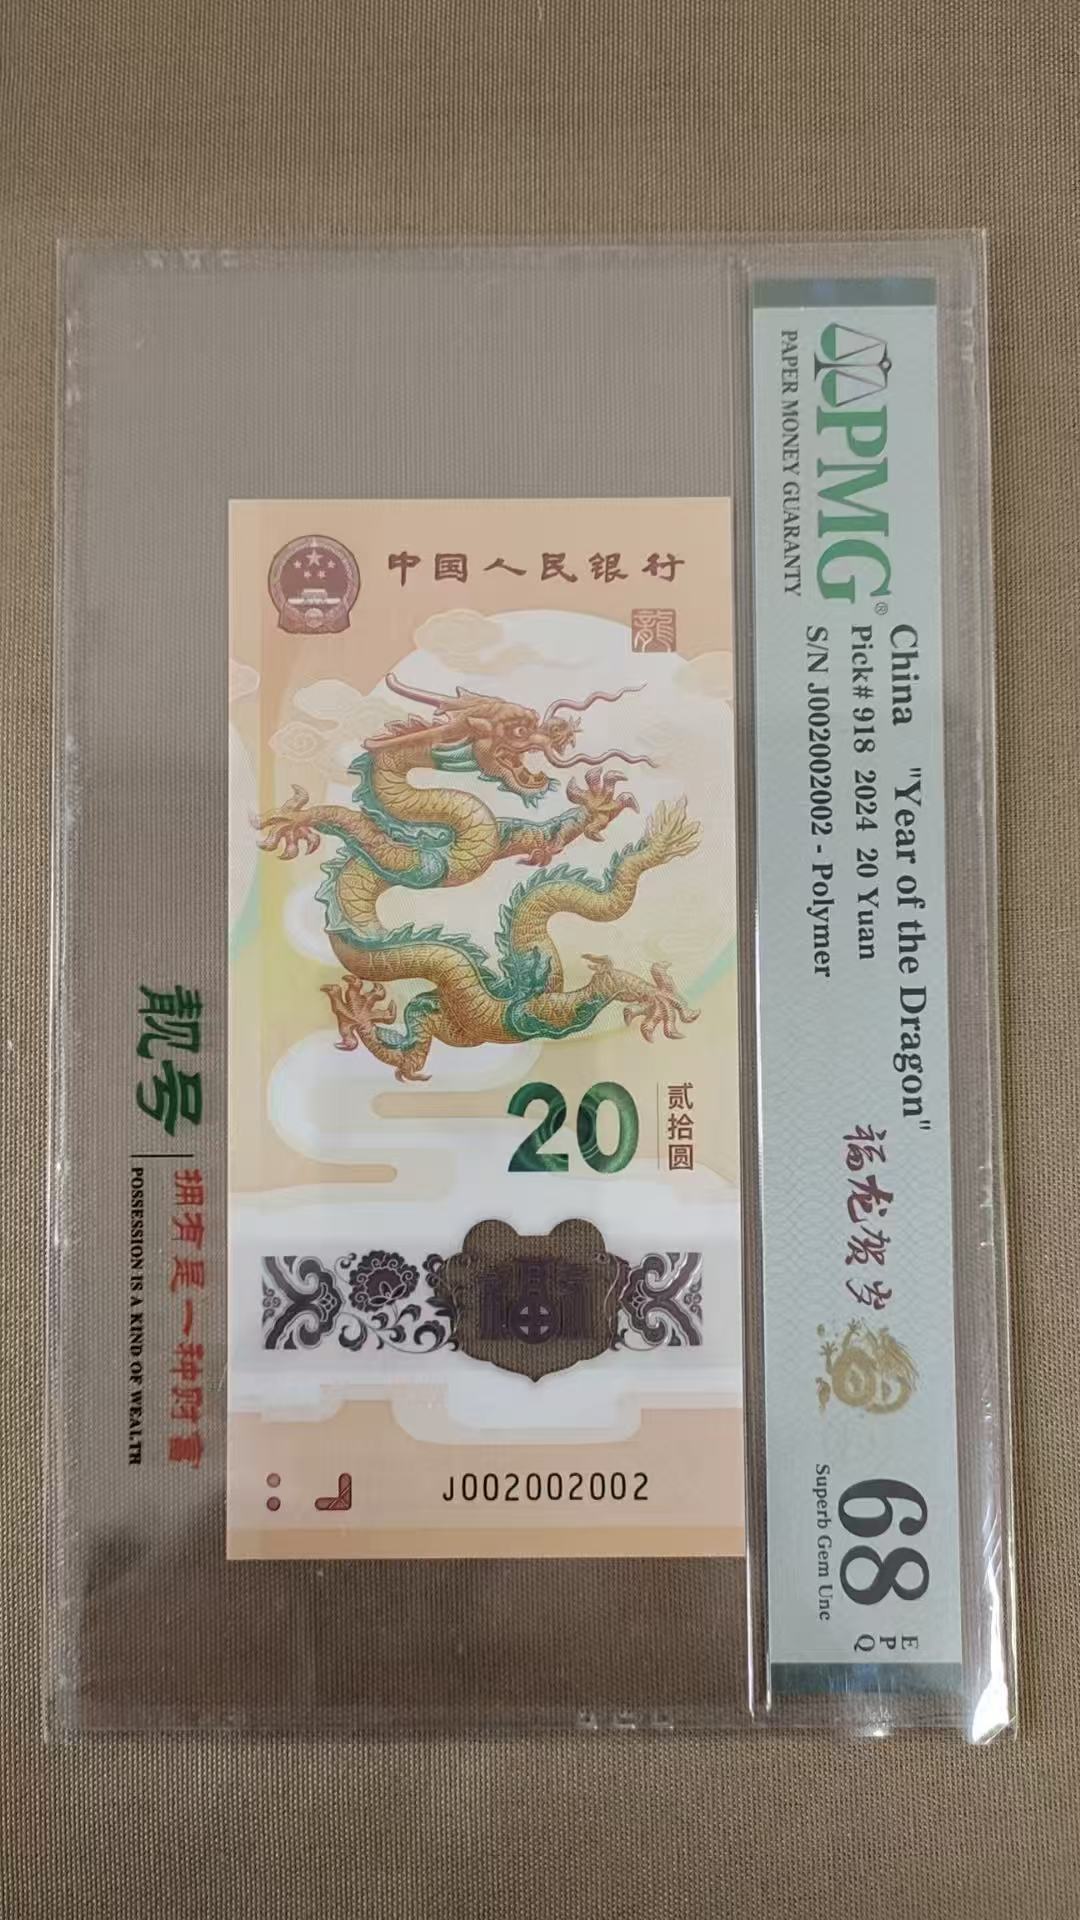 PMG®
PAPER MONEY GUARANTY
China "Year of the Dragon"
Pick# 918 2024 20 Yuan
S/N J002002002 - Polymer
福龙贺岁
68
EPQ
Superb Gem Unc
中国人民银行
龍
20
贰拾圆
J002002002
靓号
拥有是一种财富
POSSESSION IS A KIND OF WEALTH